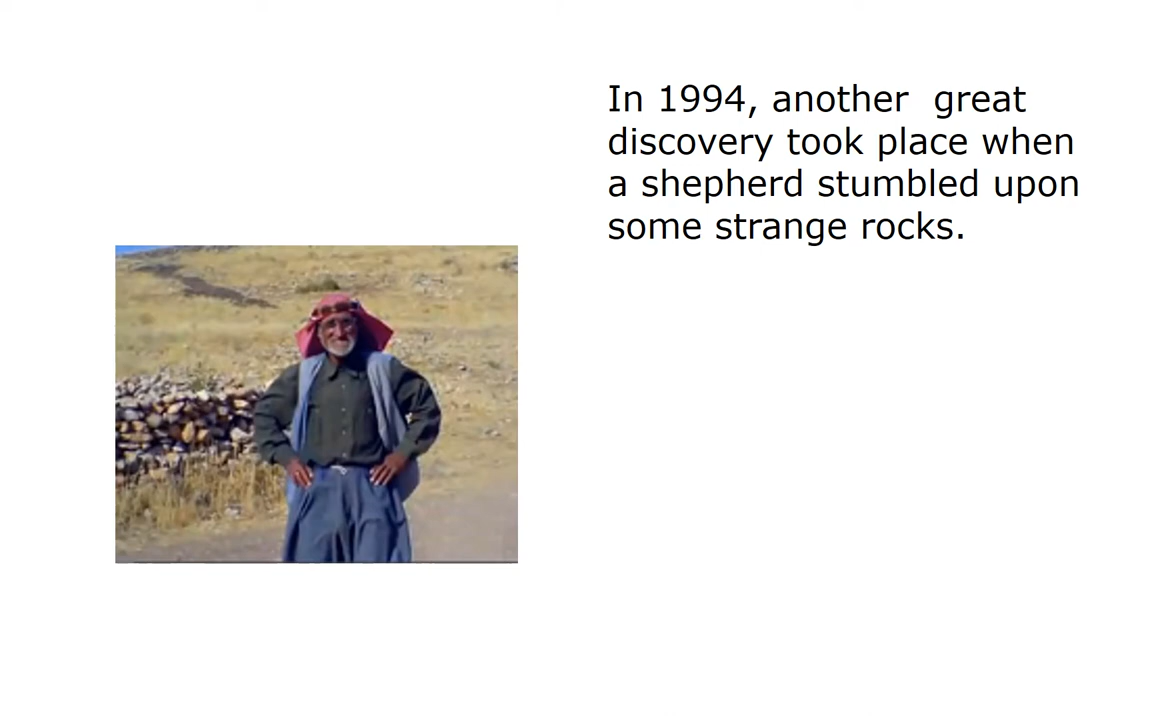 In 1994, another  great
discovery took place when
a shepherd stumbled upon
some strange rocks.